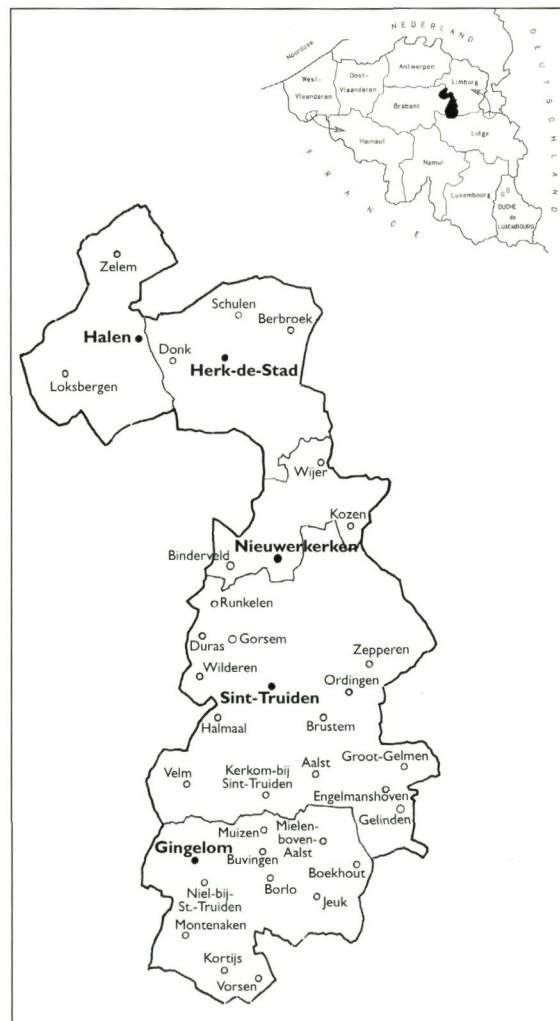 NEDERLAND
DEUTSCHLAND
FRANCE
Noordzee
Antwerpen
West-
Vlaanderen
Oost-
Vlaanderen
Limburg
Brabant
Hainaut
Liège
Namur
Luxembourg
G.D.
DUCHE
de
LUXEMBOURG
Zelem
Schulen
Berbroek
Halen
Donk
Herk-de-Stad
Loksbergen
Wijer
Kozen
Nieuwerkerken
Binderveld
Runkelen
Duras
Gorsem
Zepperen
Wilderen
Ordingen
Sint-Truiden
Halmaal
Brustem
Groot-Gelmen
Aalst
Velm
Kerkom-bij
Sint-Truiden
Engelmanshoven
Gelinden
Muizen
Mielen-
boven-
Aalst
Gingelom
Buvingen
Boekhout
Borlo
Niel-bij-
St.-Truiden
Jeuk
Montenaken
Kortijs
Vorsen